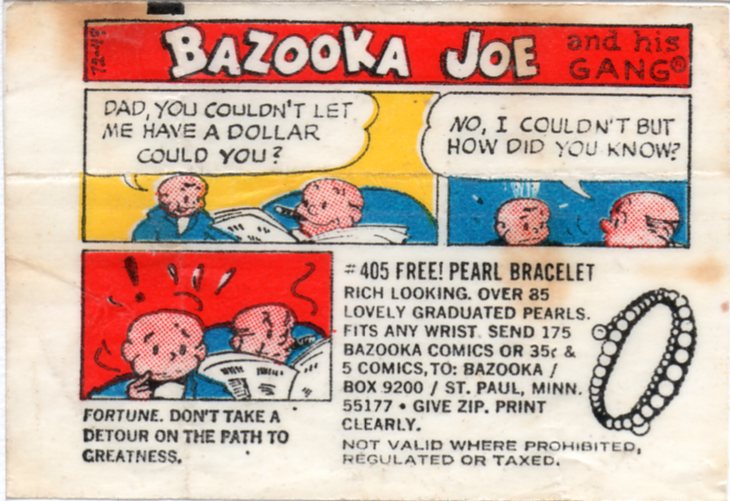 72-48
BAZOOKA JOE
and his
GANG®
DAD, YOU COULDN'T LET
ME HAVE A DOLLAR
COULD YOU?
NO, I COULDN'T BUT
HOW DID YOU KNOW?
#405 FREE! PEARL BRACELET
RICH LOOKING. OVER 85
LOVELY GRADUATED PEARLS.
FITS ANY WRIST. SEND 175
BAZOOKA COMICS OR 35¢ &
5 COMICS, TO: BAZOOKA /
BOX 9200 / ST. PAUL, MINN.
55177 • GIVE ZIP. PRINT
CLEARLY.
NOT VALID WHERE PROHIBITED,
REGULATED OR TAXED.
FORTUNE. DON'T TAKE A
DETOUR ON THE PATH TO
GREATNESS.